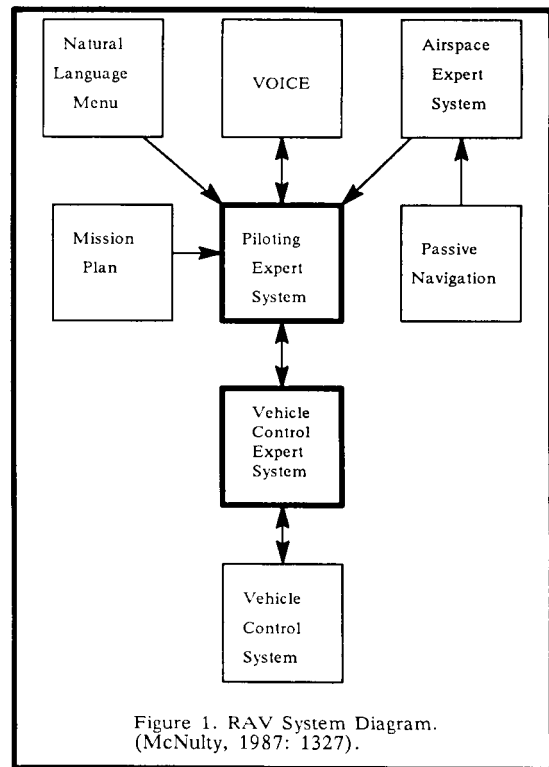 Natural
Language
Menu
VOICE
Airspace
Expert
System
Mission
Plan
Piloting
Expert
System
Passive
Navigation
Vehicle
Control
Expert
System
Vehicle
Control
System
Figure 1. RAV System Diagram.
(McNulty, 1987: 1327).